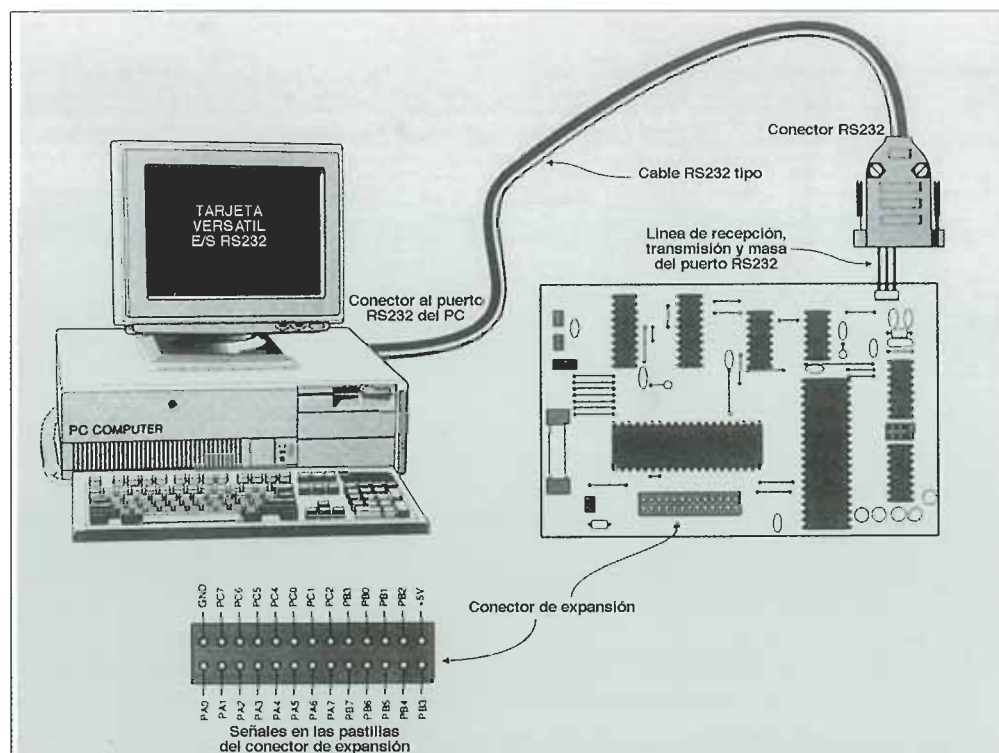 Conector RS232
Cable RS232 tipo
TARJETA
VERSATIL
E/S RS232
Linea de recepción,
transmisión y masa
del puerto RS232
Conector al puerto
RS232 del PC
PC COMPUTER
Conector de expansión
GND PC7 PC6 PC5 PC4 PC0 PC1 PC2 PB3 PB0 PB1 PB2 +5V
PA0 PA1 PA2 PA3 PA4 PA5 PA6 PA7 PB7 PB6 PB5 PB4 PB3
Señales en las pastillas
del conector de expansión